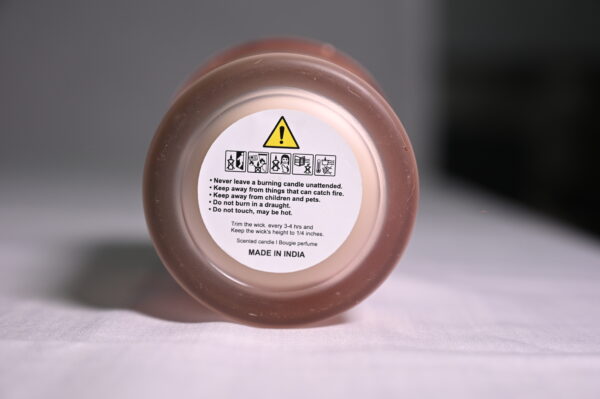 • Never leave a burning candle unattended.
• Keep away from things that can catch fire.
• Keep away from children and pets.
• Do not burn in a draught.
• Do not touch, may be hot.
Trim the wick every 3-4 hrs and
Keep the wick's height to 1/4 inches.
Scented candle I Bougie perfume
MADE IN INDIA